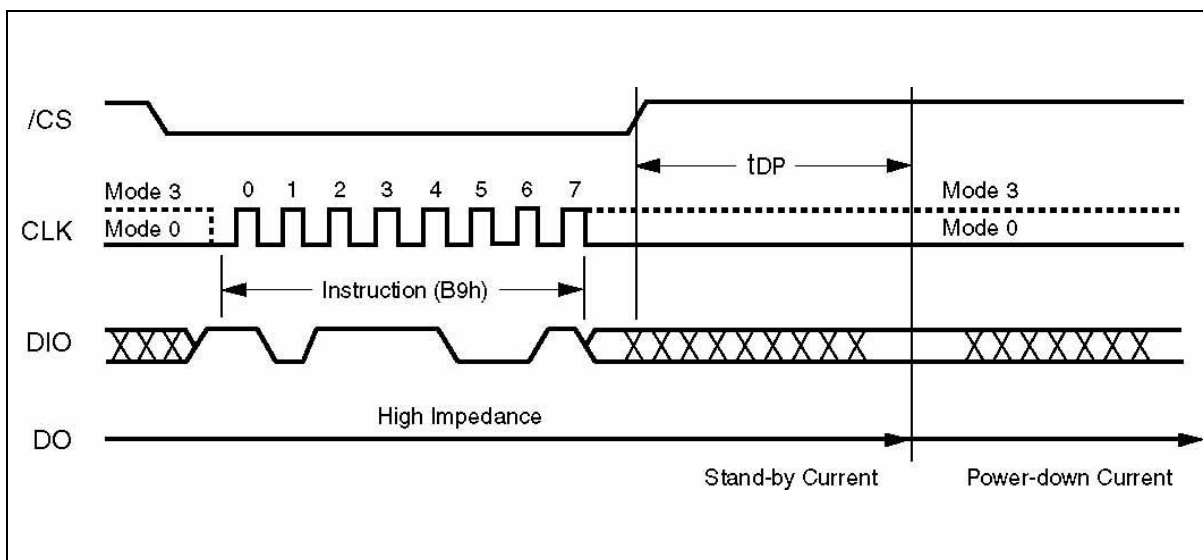 /CS
tDP
Mode 3 0 1 2 3 4 5 6 7 Mode 3
CLK Mode 0 Mode 0
Instruction (B9h)
DIO
High Impedance
DO
Stand-by Current Power-down Current